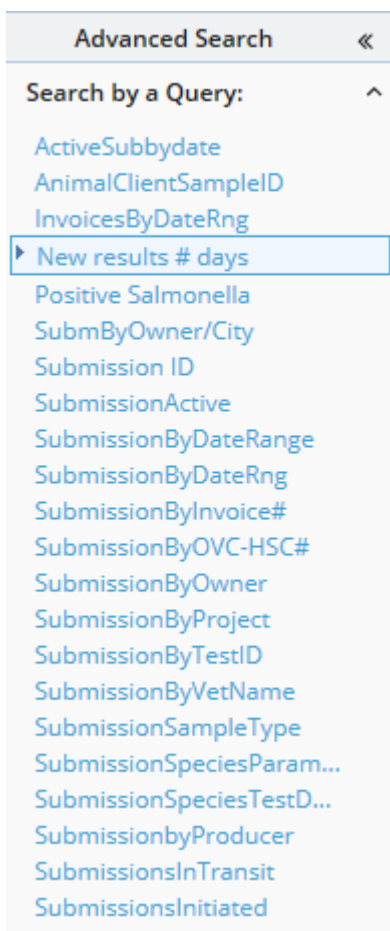 Advanced Search «
Search by a Query:
ActiveSubbydate
AnimalClientSampleID
InvoicesByDateRng
New results # days
Positive Salmonella
SubmByOwner/City
Submission ID
SubmissionActive
SubmissionByDateRange
SubmissionByDateRng
SubmissionByInvoice#
SubmissionByOVC-HSC#
SubmissionByOwner
SubmissionByProject
SubmissionByTestID
SubmissionByVetName
SubmissionSampleType
SubmissionSpeciesParam...
SubmissionSpeciesTestD...
SubmissionbyProducer
SubmissionsInTransit
SubmissionsInitiated